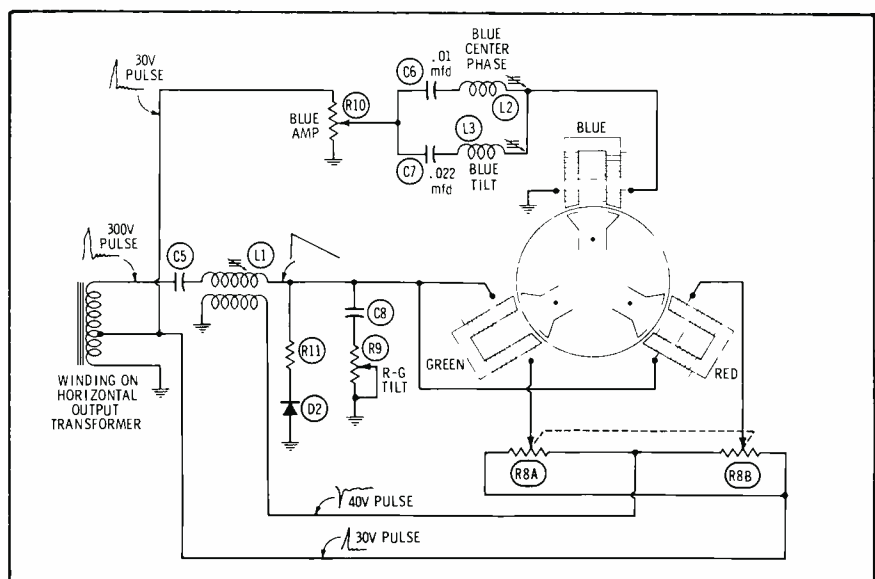 30V
PULSE
BLUE
CENTER
PHASE
.01
mfd
C6
L2
R10
BLUE
AMP
L3
BLUE
TILT
C7
.022
mfd
BLUE
300V
PULSE
C5
L1
C8
R11
R9
R-G
TILT
D2
GREEN
RED
WINDING ON
HORIZONTAL
OUTPUT
TRANSFORMER
R8A
R8B
40V PULSE
30V PULSE